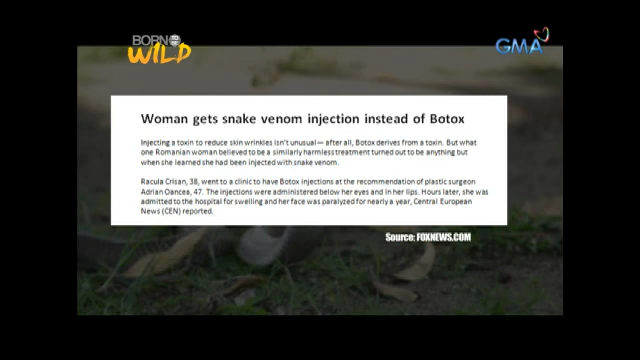 BORN TO BE
WILD
GMA
Woman gets snake venom injection instead of Botox
Injecting a toxin to reduce skin wrinkles isn't unusual— after all, Botox derives from a toxin. But what
one Romanian woman believed to be a similarly harmless treatment turned out to be anything but
when she learned she had been injected with snake venom.
Racula Crisan, 38, went to a clinic to have Botox injections at the recommendation of plastic surgeon
Adrian Oancea, 47. The injections were administered below her eyes and in her lips. Hours later, she was
admitted to the hospital for swelling and her face was paralyzed for nearly a year, Central European
News (CEN) reported.
Source: FOXNEWS.COM